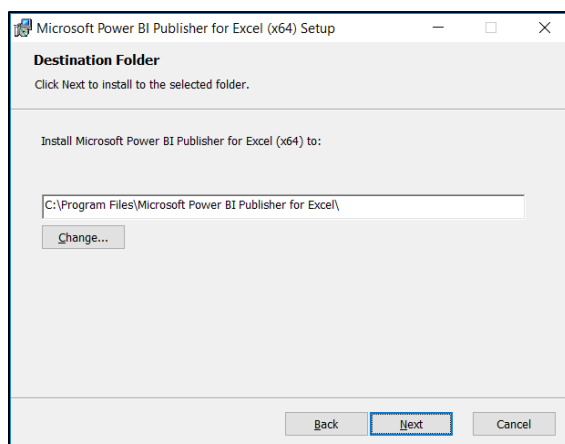 Microsoft Power BI Publisher for Excel (x64) Setup
Destination Folder
Click Next to install to the selected folder.
Install Microsoft Power BI Publisher for Excel (x64) to:
C:\Program Files\Microsoft Power BI Publisher for Excel\
Change...
Back Next Cancel